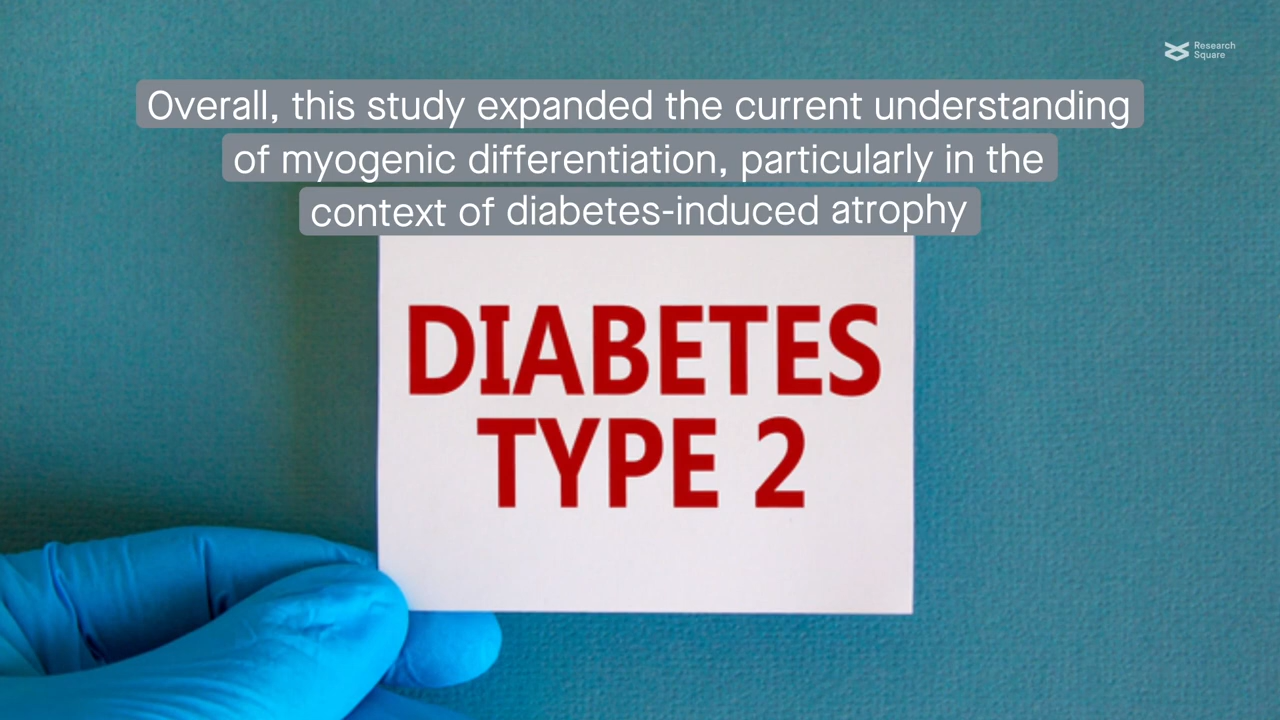 Research
Square
Overall, this study expanded the current understanding
of myogenic differentiation, particularly in the
context of diabetes-induced atrophy
DIABETES
TYPE 2